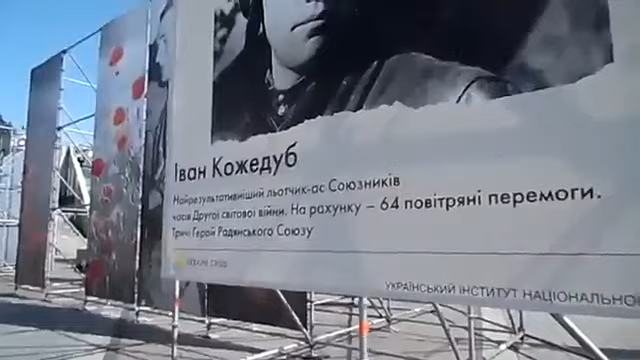 Іван Кожедуб
Найрезультативніший льотчик-ас Союзників
часів Другої світової війни. На рахунку – 64 повітряні перемоги.
Тричі Герой Радянського Союзу
УКРАЇНСЬКИЙ ІНСТИТУТ НАЦІОНАЛЬНО